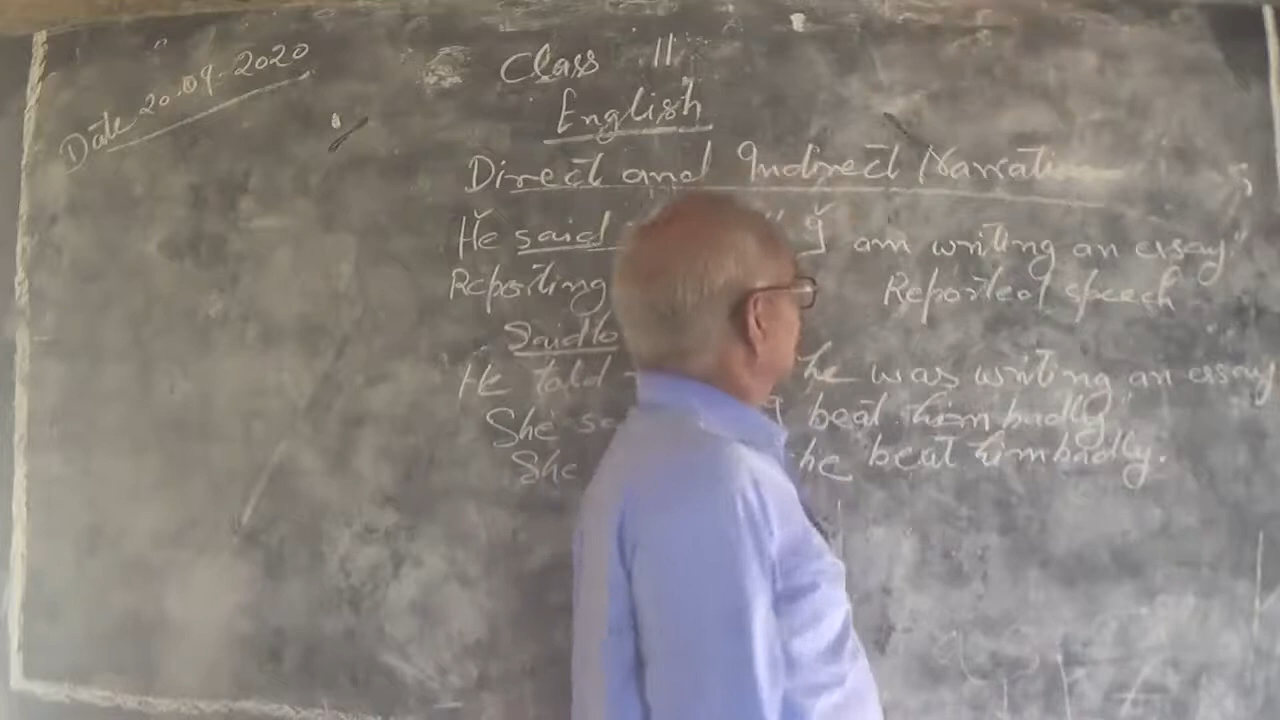 Date 20.09-2020
Class 11
English
Direct and Indirect Narration
He said " I am writing an essay"
Reporting Reported speech
Said to
He told he was writing an essay
She I beat him badly"
She he beat him badly.